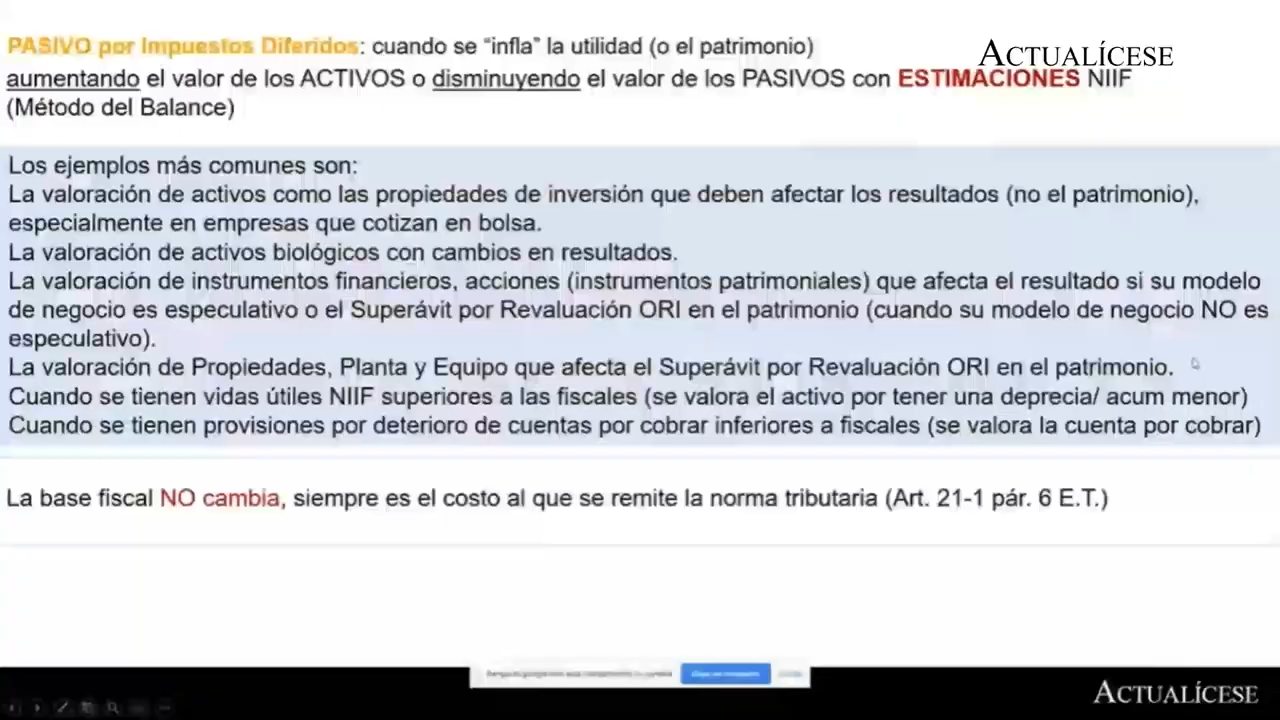 PASIVO por Impuestos Diferidos: cuando se “infla” la utilidad (o el patrimonio)
ACTUALÍCESE
aumentando el valor de los ACTIVOS o disminuyendo el valor de los PASIVOS con ESTIMACIONES NIIF
(Método del Balance)
Los ejemplos más comunes son:
La valoración de activos como las propiedades de inversión que deben afectar los resultados (no el patrimonio),
especialmente en empresas que cotizan en bolsa.
La valoración de activos biológicos con cambios en resultados.
La valoración de instrumentos financieros, acciones (instrumentos patrimoniales) que afecta el resultado si su modelo
de negocio es especulativo o el Superávit por Revaluación ORI en el patrimonio (cuando su modelo de negocio NO es
especulativo).
La valoración de Propiedades, Planta y Equipo que afecta el Superávit por Revaluación ORI en el patrimonio.
Cuando se tienen vidas útiles NIIF superiores a las fiscales (se valora el activo por tener una deprecia/ acum menor)
Cuando se tienen provisiones por deterioro de cuentas por cobrar inferiores a fiscales (se valora la cuenta por cobrar)
La base fiscal NO cambia, siempre es el costo al que se remite la norma tributaria (Art. 21-1 pár. 6 E.T.)
ACTUALÍCESE